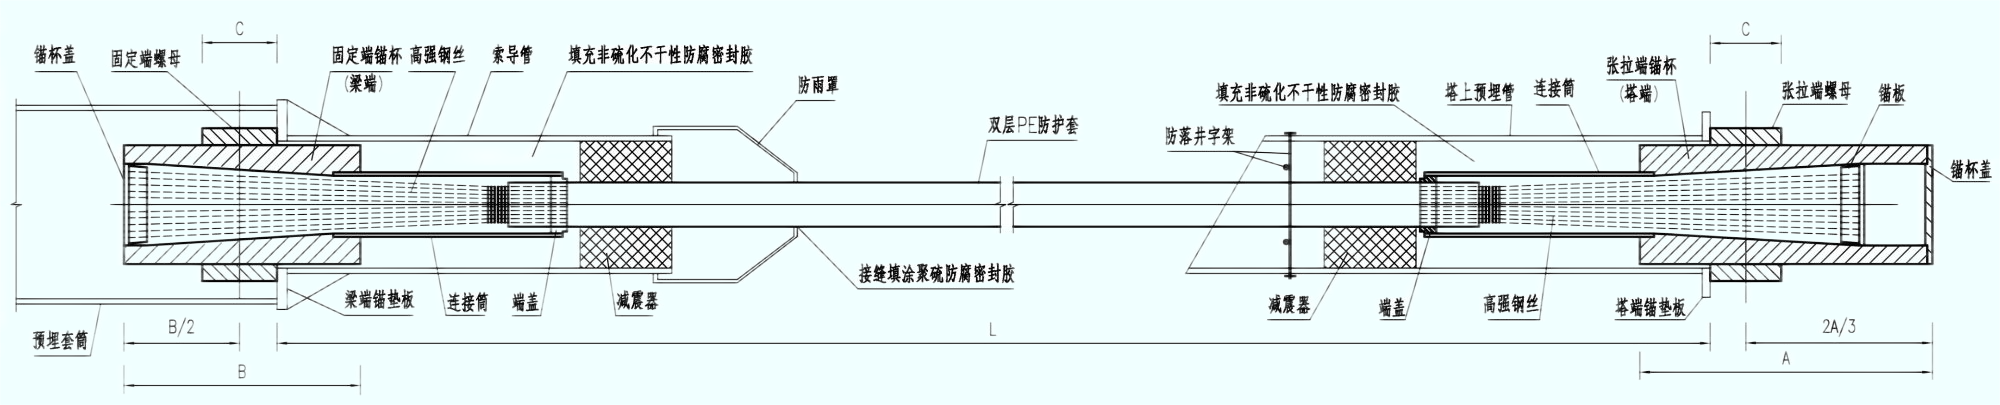 C
锚杯盖
固定端螺母
固定端锚杯
(梁端)
高强钢丝
索导管
填充非硫化不干性防腐密封胶
防雨罩
双层PE防护套
防落井字架
填充非硫化不干性防腐密封胶
塔上预埋管
连接筒
张拉端锚杯
(塔端)
C
张拉端螺母
锚板
锚杯盖
预埋套筒
梁端锚垫板
连接筒
端盖
减震器
接缝填涂聚硫防腐密封胶
减震器
端盖
高强钢丝
塔端锚垫板
B/2
L
2A/3
B
A